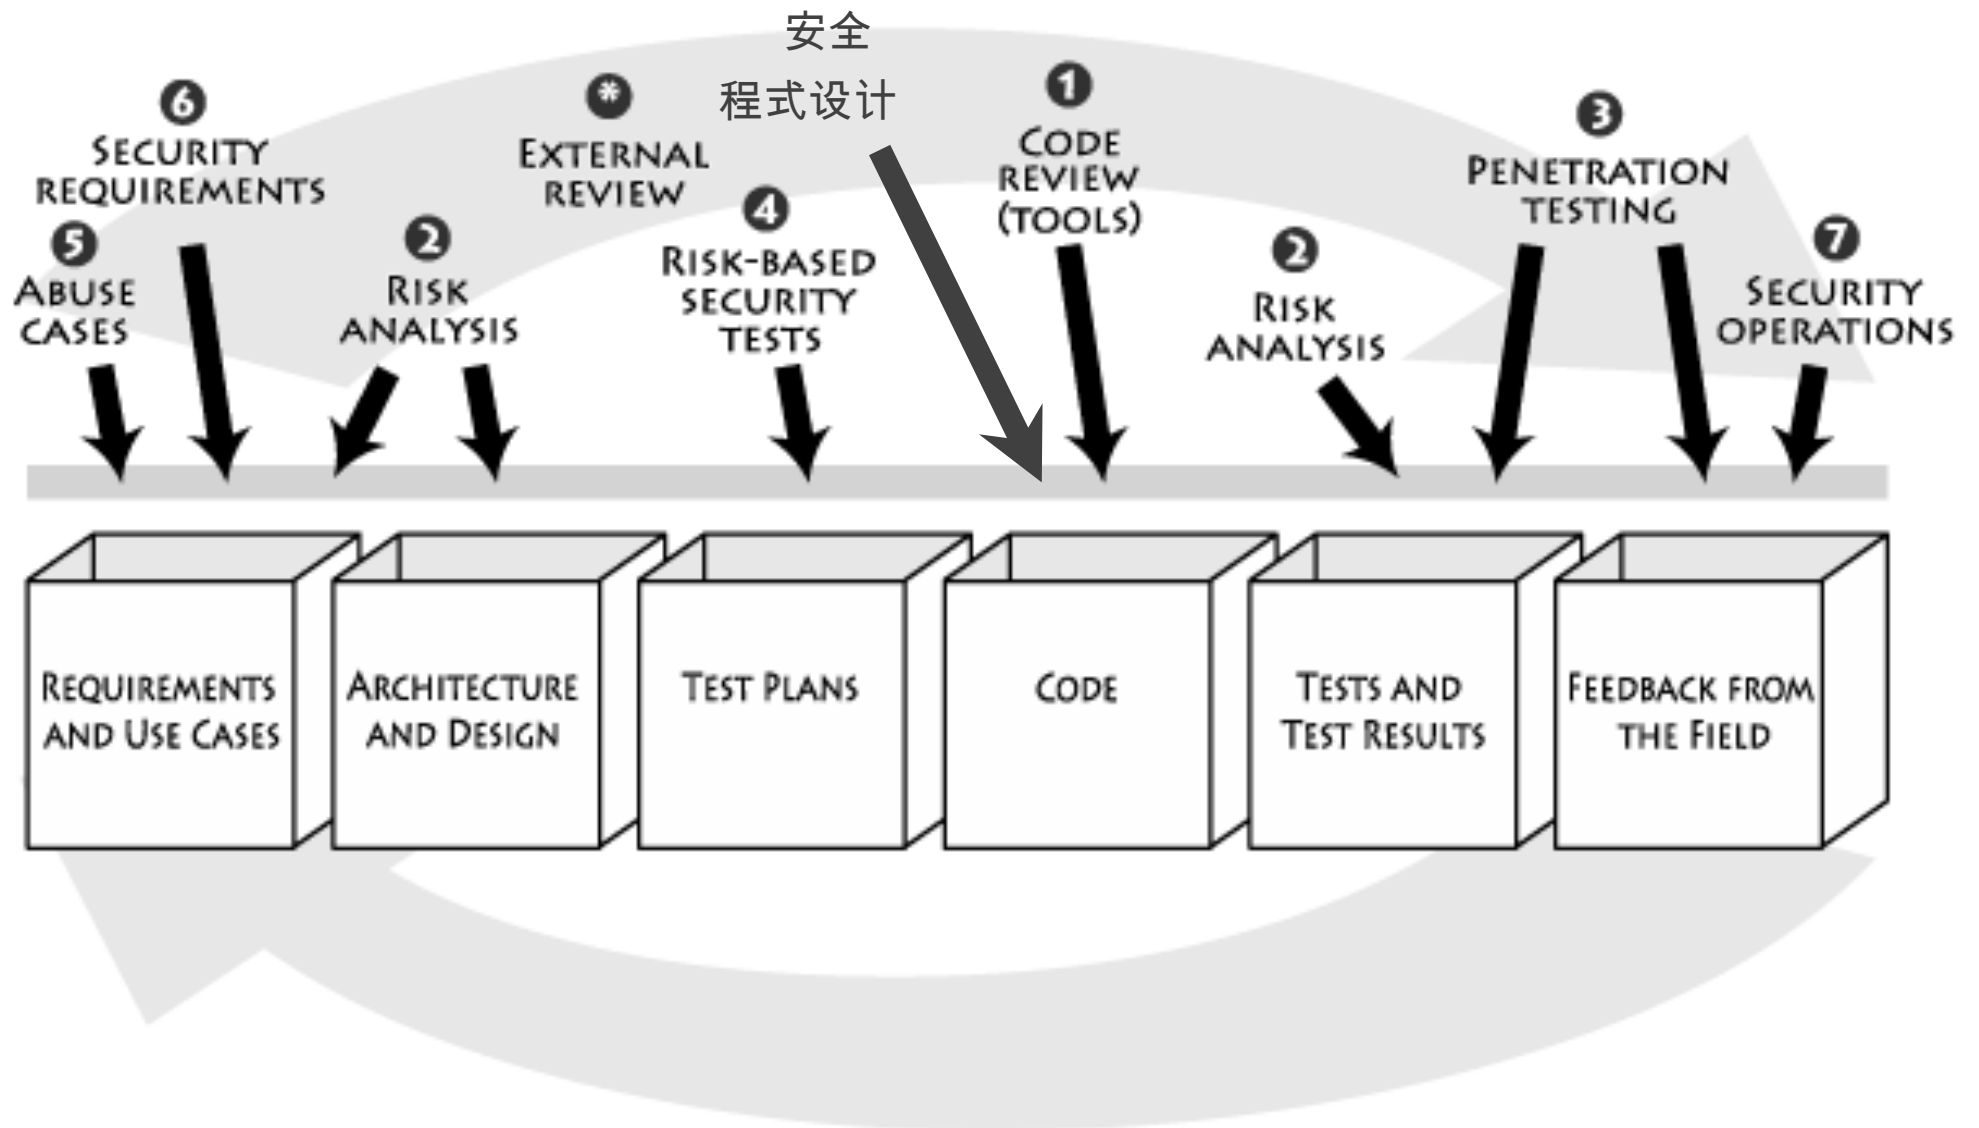 安全
程式设计
6
SECURITY
REQUIREMENTS
5
ABUSE
CASES
2
RISK
ANALYSIS
*
EXTERNAL
REVIEW
4
RISK-BASED
SECURITY
TESTS
1
CODE
REVIEW
(TOOLS)
2
RISK
ANALYSIS
3
PENETRATION
TESTING
7
SECURITY
OPERATIONS
REQUIREMENTS
AND USE CASES
ARCHITECTURE
AND DESIGN
TEST PLANS
CODE
TESTS AND
TEST RESULTS
FEEDBACK FROM
THE FIELD